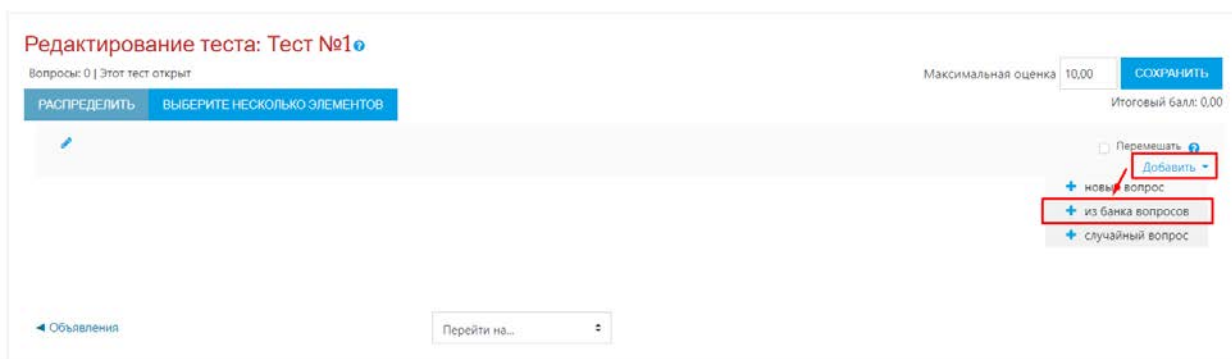 Редактирование теста: Тест №1
Вопросы: 0 | Этот тест открыт
Максимальная оценка 10,00 СОХРАНИТЬ
РАСПРЕДЕЛИТЬ ВЫБЕРИТЕ НЕСКОЛЬКО ЭЛЕМЕНТОВ
Итоговый балл: 0,00
Перемешать
Добавить
+ новый вопрос
+ из банка вопросов
+ случайный вопрос
◄ Объявления
Перейти на...